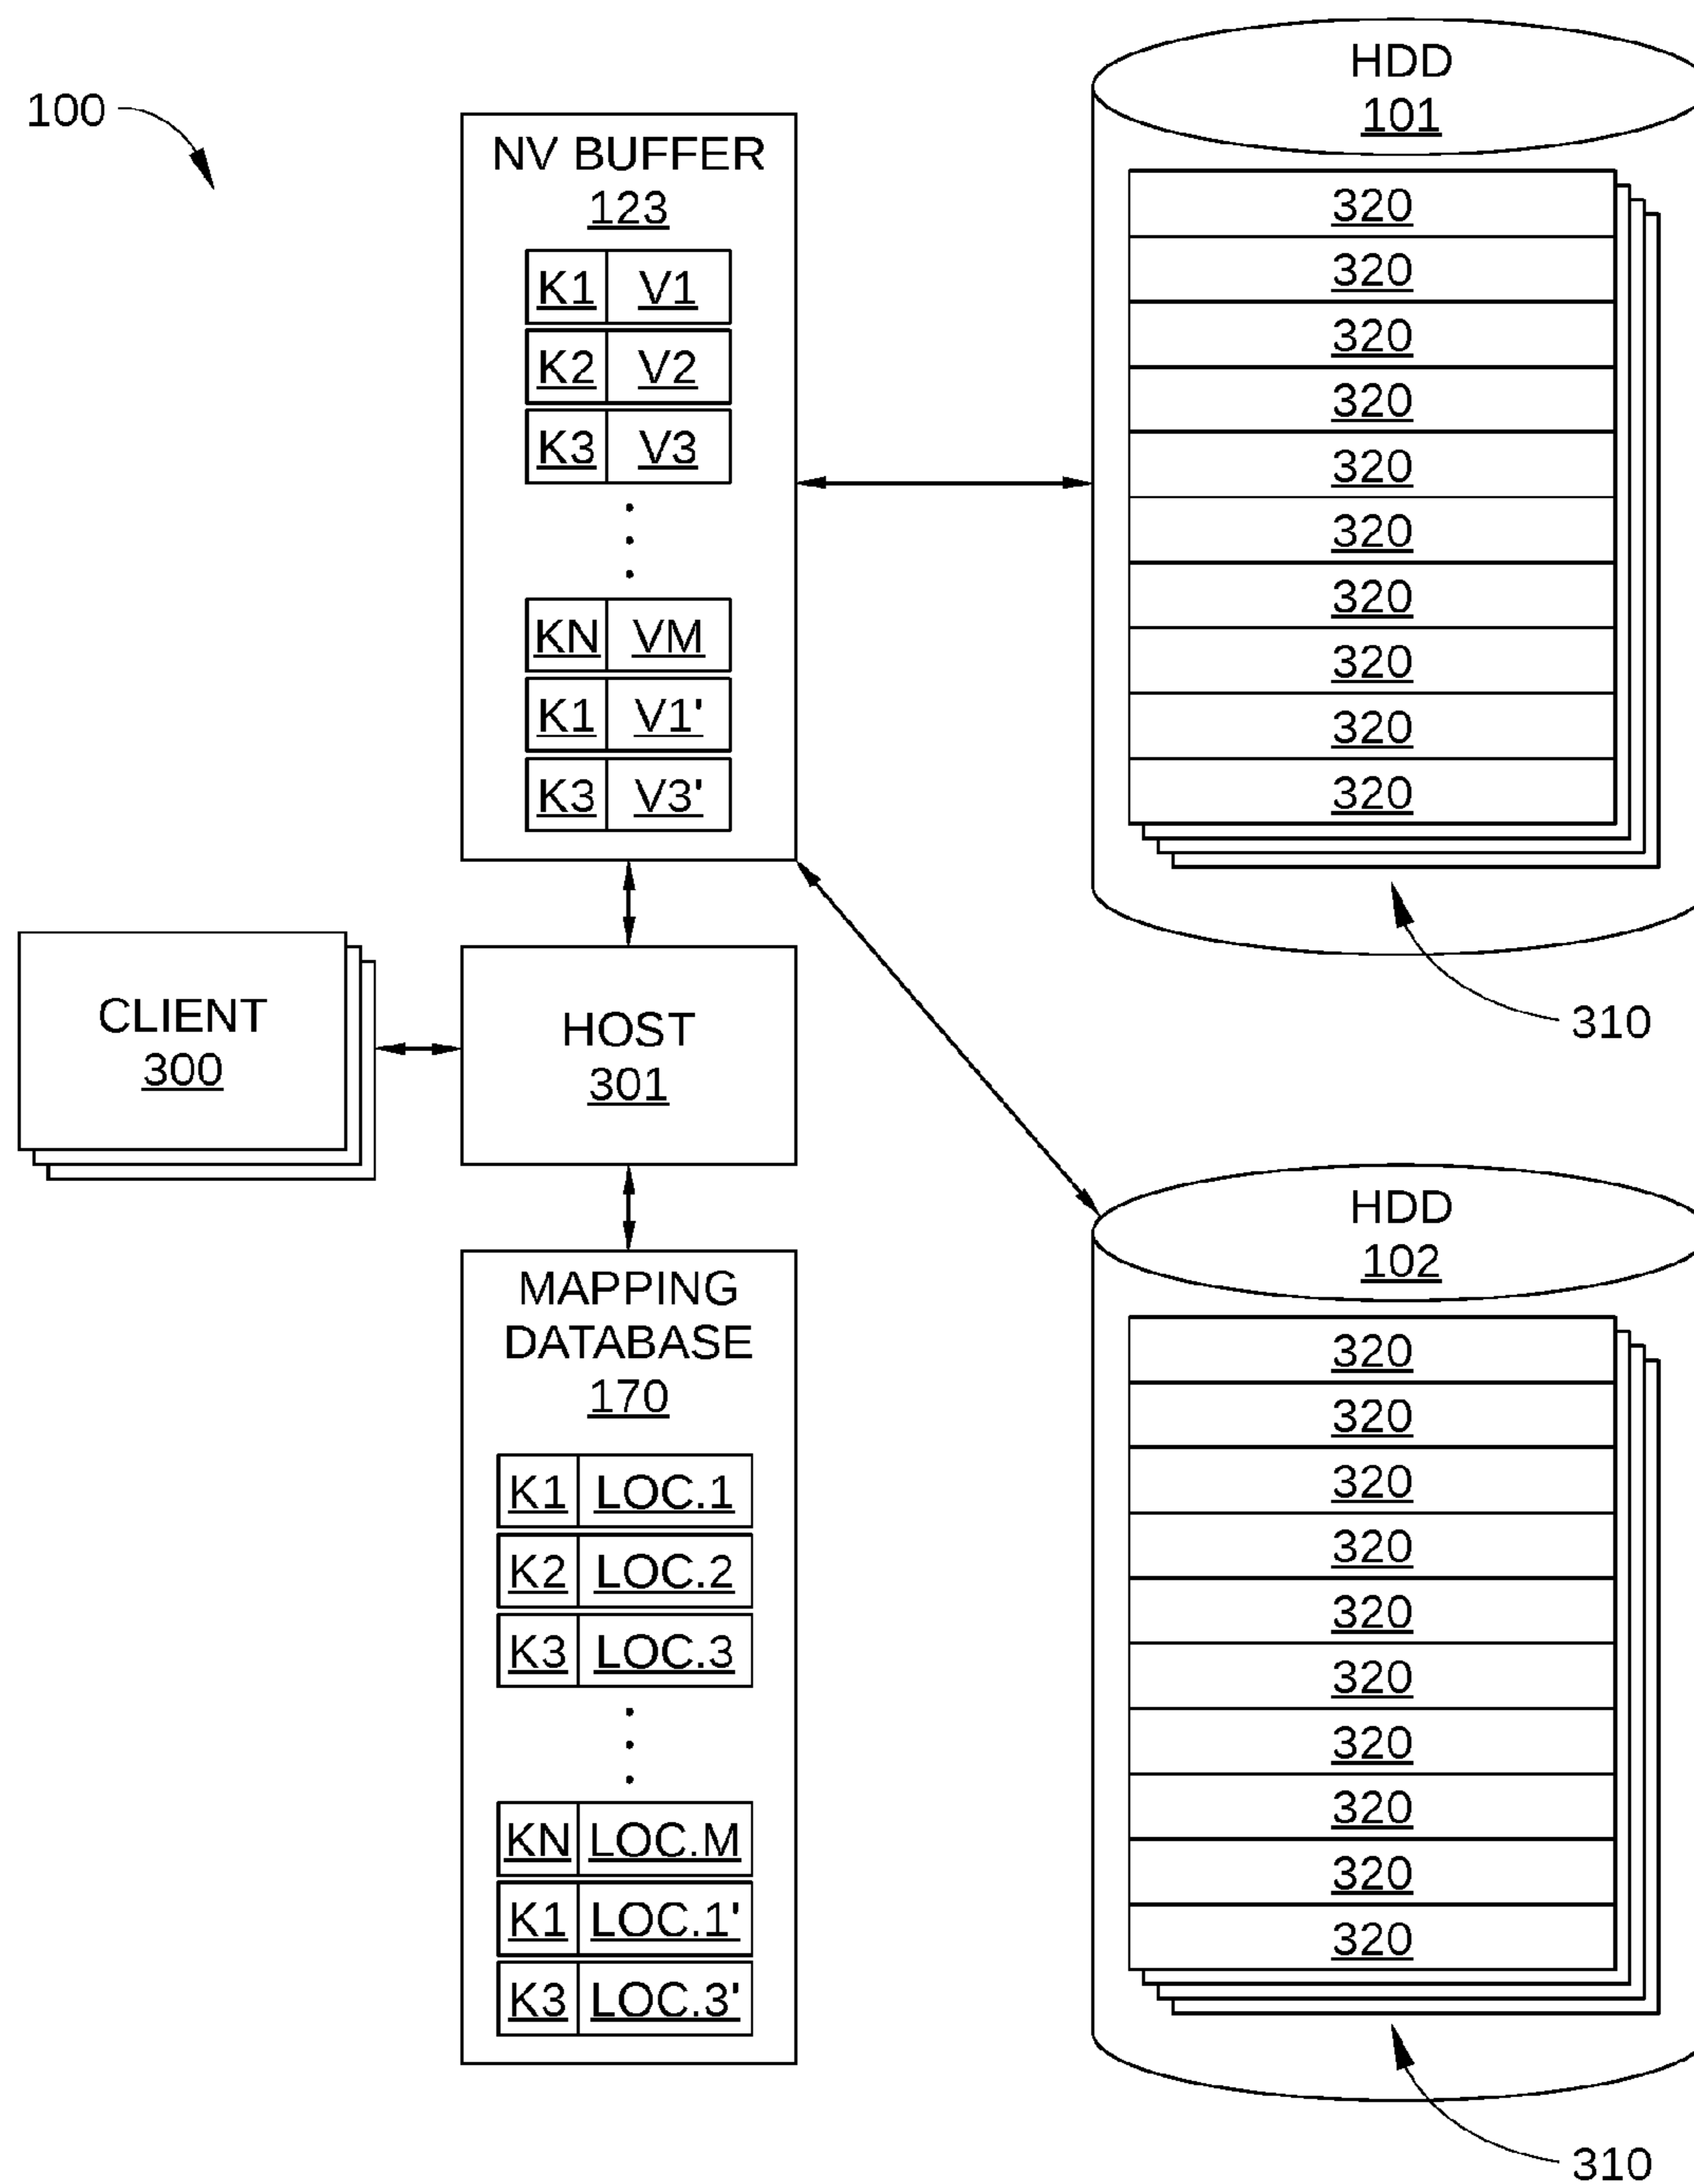 100
NV BUFFER
123
K1 V1
K2 V2
K3 V3
KN VM
K1 V1'
K3 V3'
HDD
101
320
320
320
320
320
320
320
320
320
320
310
CLIENT
300
HOST
301
MAPPING
DATABASE
170
K1 LOC.1
K2 LOC.2
K3 LOC.3
KN LOC.M
K1 LOC.1'
K3 LOC.3'
HDD
102
320
320
320
320
320
320
320
320
320
320
310